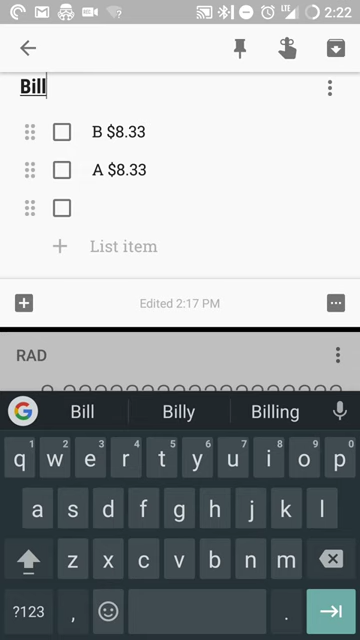 LTE 2:22
Bill
B $8.33
A $8.33
+ List item
Edited 2:17 PM
RAD
G Bill Billy Billing
1 2 3 4 5 6 7 8 9 0
q w e r t y u i o p
a s d f g h j k l
z x c v b n m
?123 , .